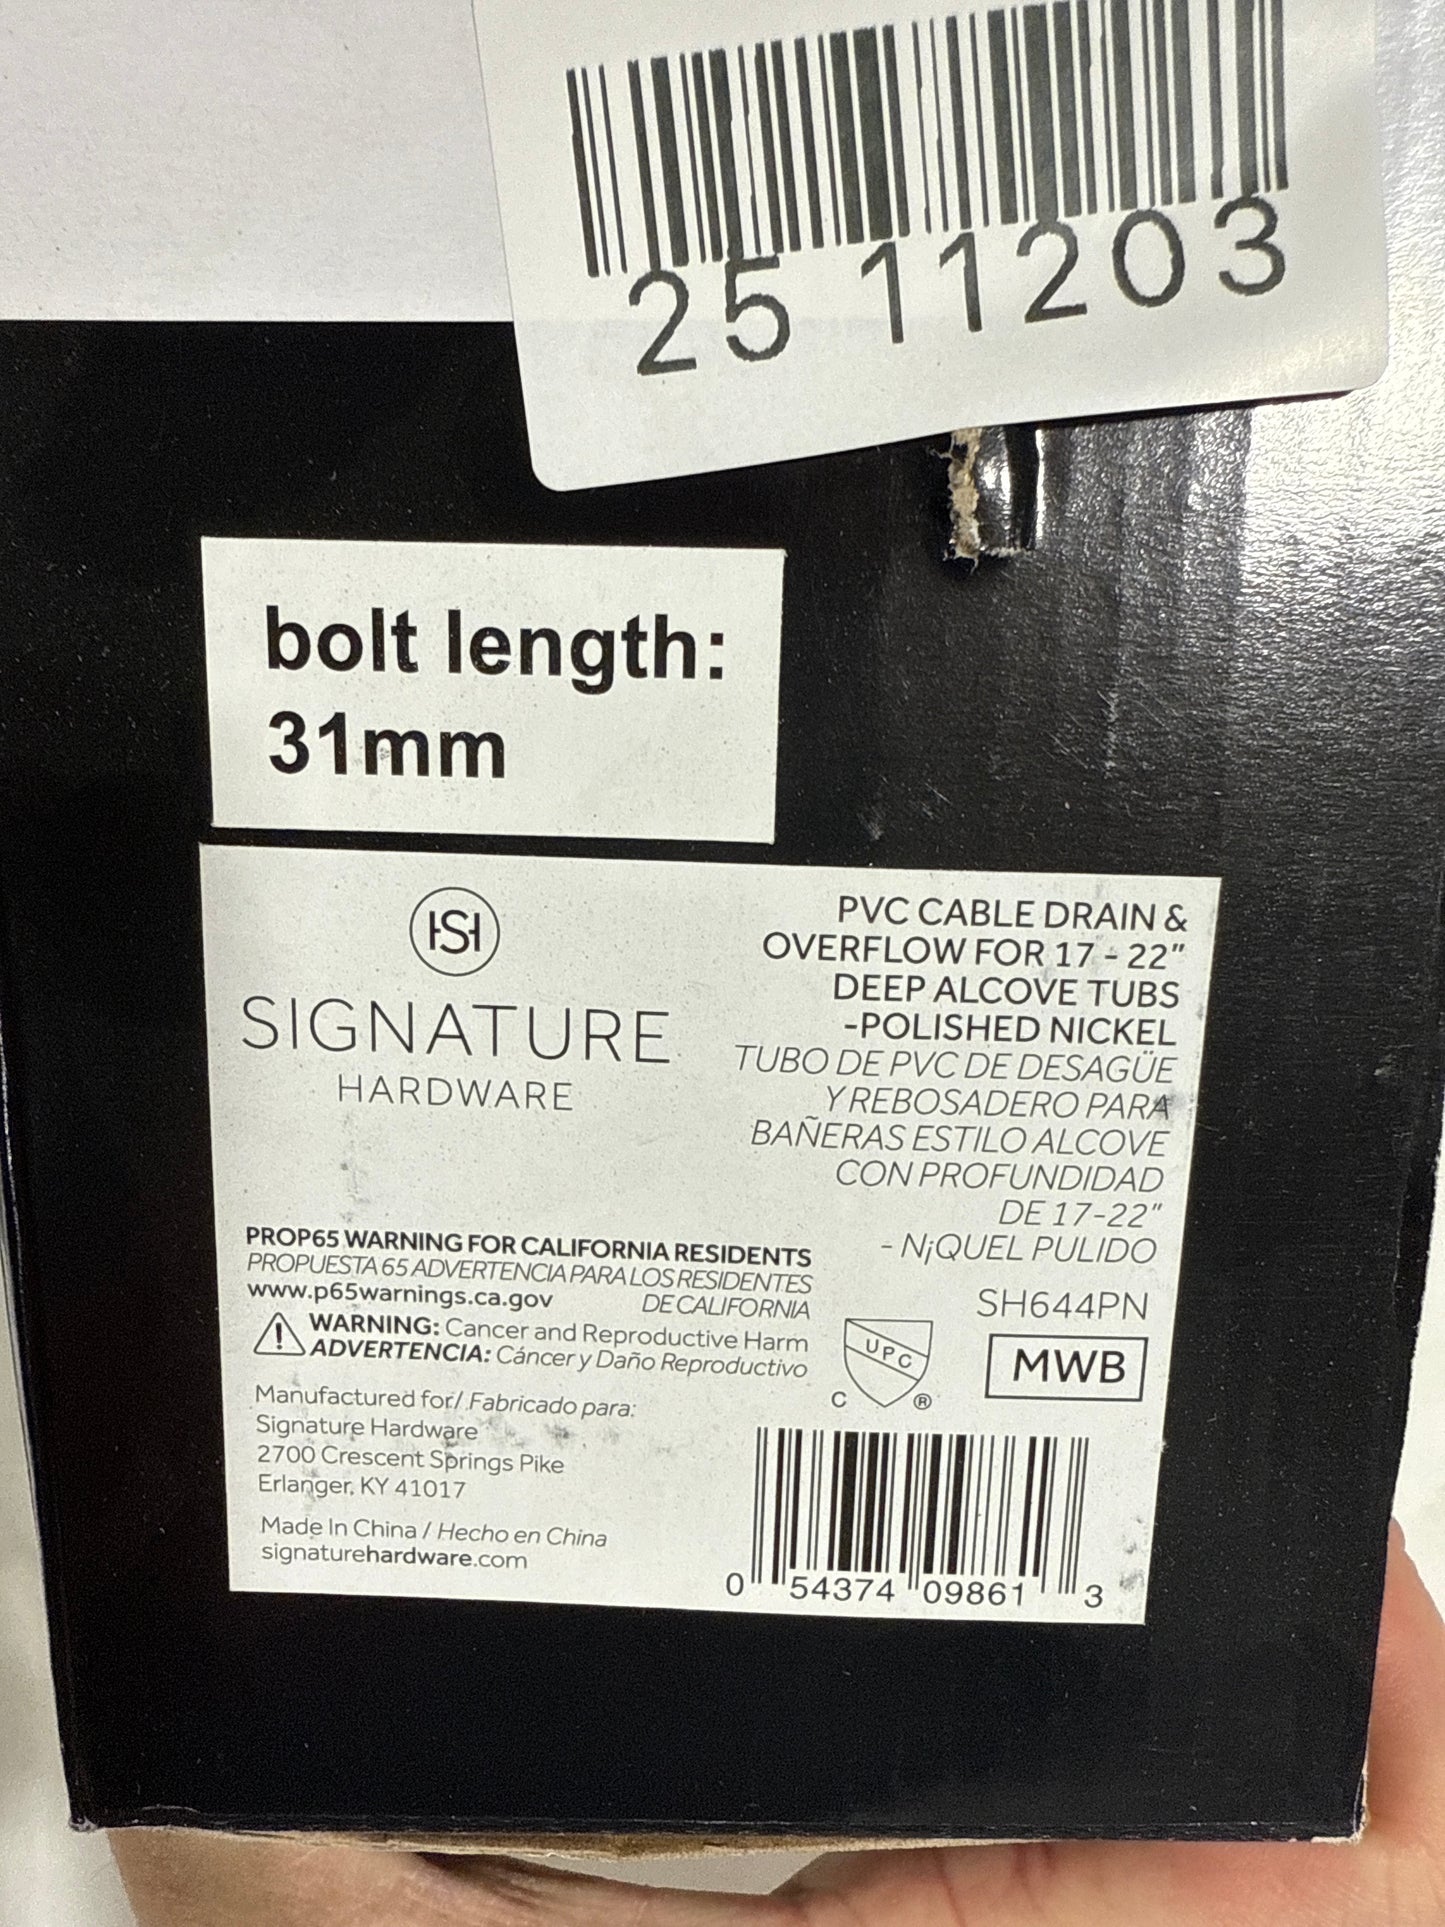 25 11203
bolt length:
31mm
HS
SIGNATURE
HARDWARE
PVC CABLE DRAIN &
OVERFLOW FOR 17 - 22"
DEEP ALCOVE TUBS
-POLISHED NICKEL
TUBO DE PVC DE DESAGÜE
Y REBOSADERO PARA
BAÑERAS ESTILO ALCOVE
CON PROFUNDIDAD
DE 17-22"
- N¡QUEL PULIDO
SH644PN
MWB
PROP65 WARNING FOR CALIFORNIA RESIDENTS
PROPUESTA 65 ADVERTENCIA PARA LOS RESIDENTES
DE CALIFORNIA
www.p65warnings.ca.gov
WARNING: Cancer and Reproductive Harm
ADVERTENCIA: Cáncer y Daño Reproductivo
UPC
C ®
Manufactured for/ Fabricado para:
Signature Hardware
2700 Crescent Springs Pike
Erlanger, KY 41017
Made In China / Hecho en China
signaturehardware.com
0 54374 09861 3